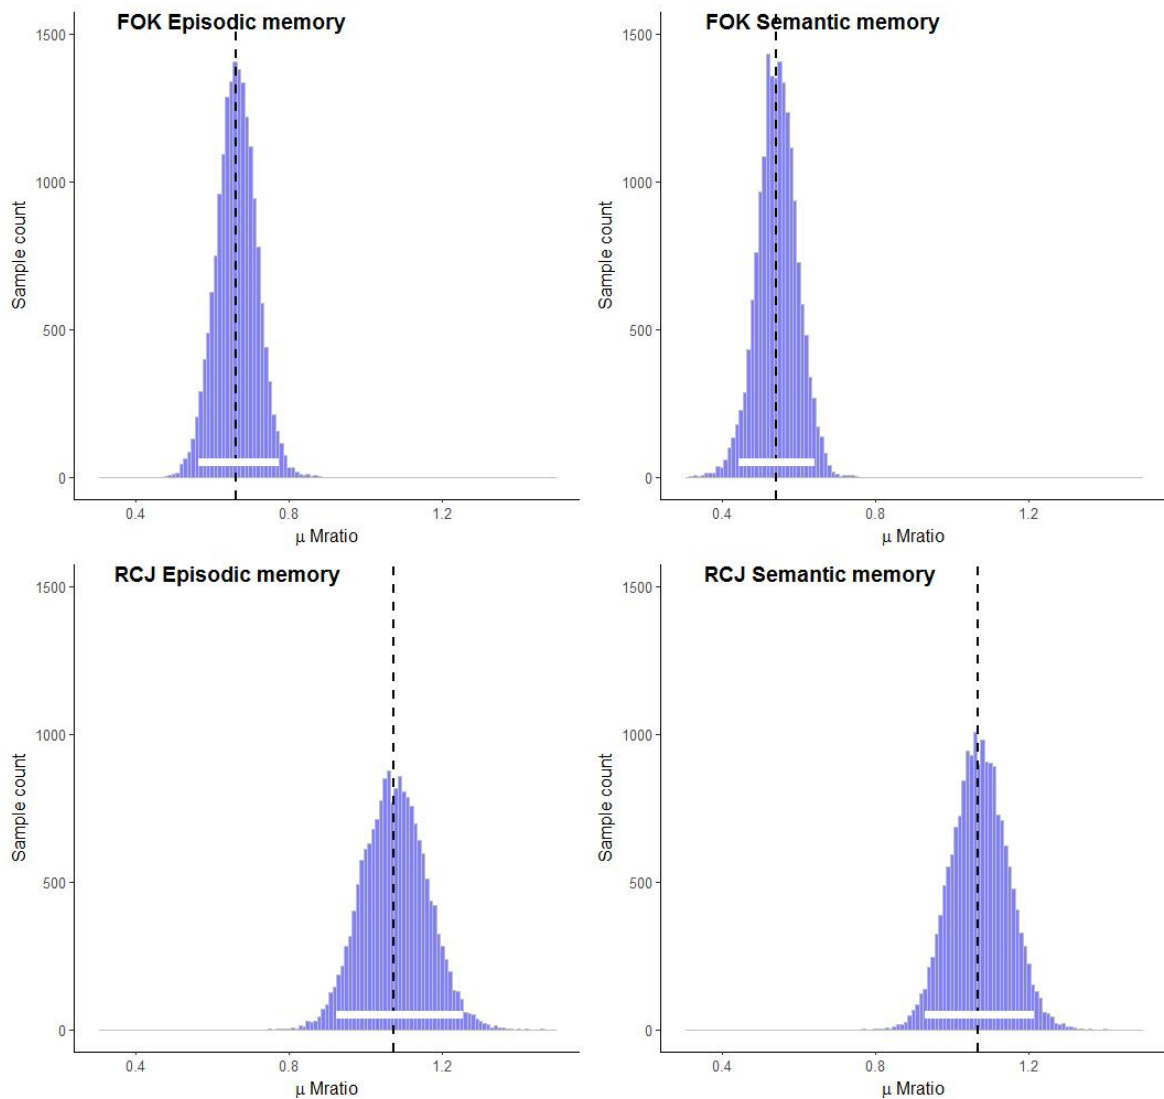 FOK Episodic memory
1500
1000
500
0
Sample count
0.4 0.8 1.2
μ Mratio
FOK Semantic memory
1500
1000
500
0
Sample count
0.4 0.8 1.2
μ Mratio
RCJ Episodic memory
1500
1000
500
0
Sample count
0.4 0.8 1.2
μ Mratio
RCJ Semantic memory
1500
1000
500
0
Sample count
0.4 0.8 1.2
μ Mratio